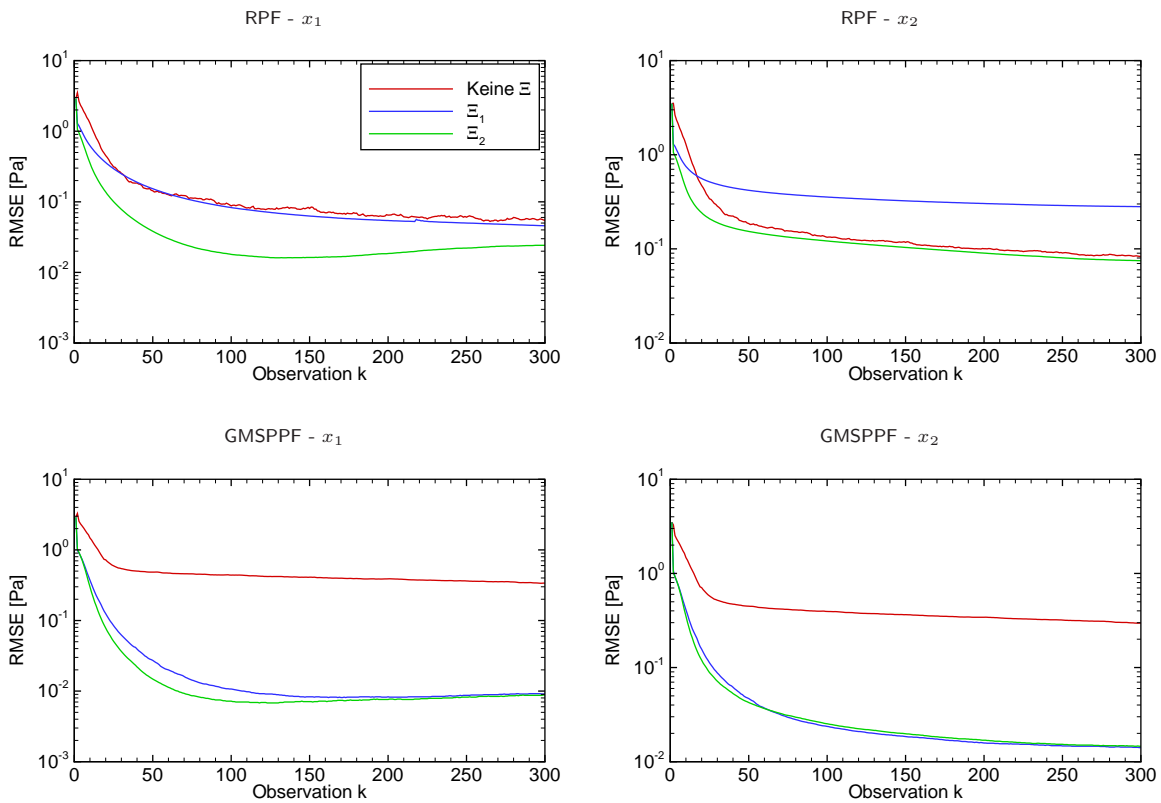 RPF - x₁
RMSE [Pa]
10¹
10⁰
10⁻¹
10⁻²
10⁻³
Keine Ξ
Ξ₁
Ξ₂
0 50 100 150 200 250 300
Observation k
RPF - x₂
RMSE [Pa]
10¹
10⁰
10⁻¹
10⁻²
0 50 100 150 200 250 300
Observation k
GMSPPF - x₁
RMSE [Pa]
10¹
10⁰
10⁻¹
10⁻²
10⁻³
0 50 100 150 200 250 300
Observation k
GMSPPF - x₂
RMSE [Pa]
10¹
10⁰
10⁻¹
10⁻²
0 50 100 150 200 250 300
Observation k